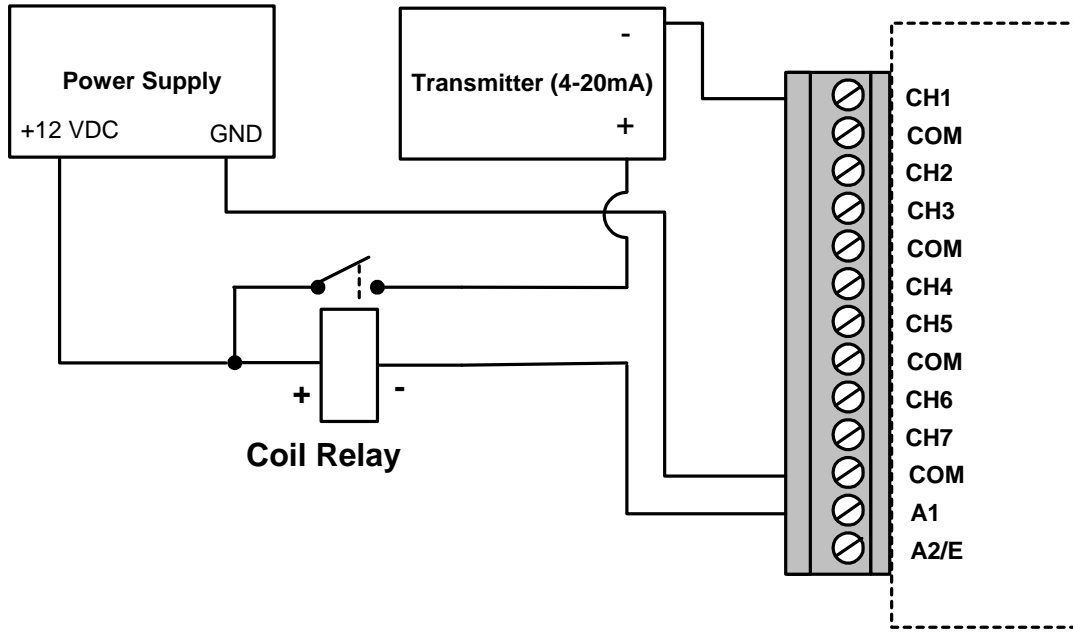 Power Supply
+12 VDC
GND
-
Transmitter (4-20mA)
+
+
-
Coil Relay
CH1
COM
CH2
CH3
COM
CH4
CH5
COM
CH6
CH7
COM
A1
A2/E